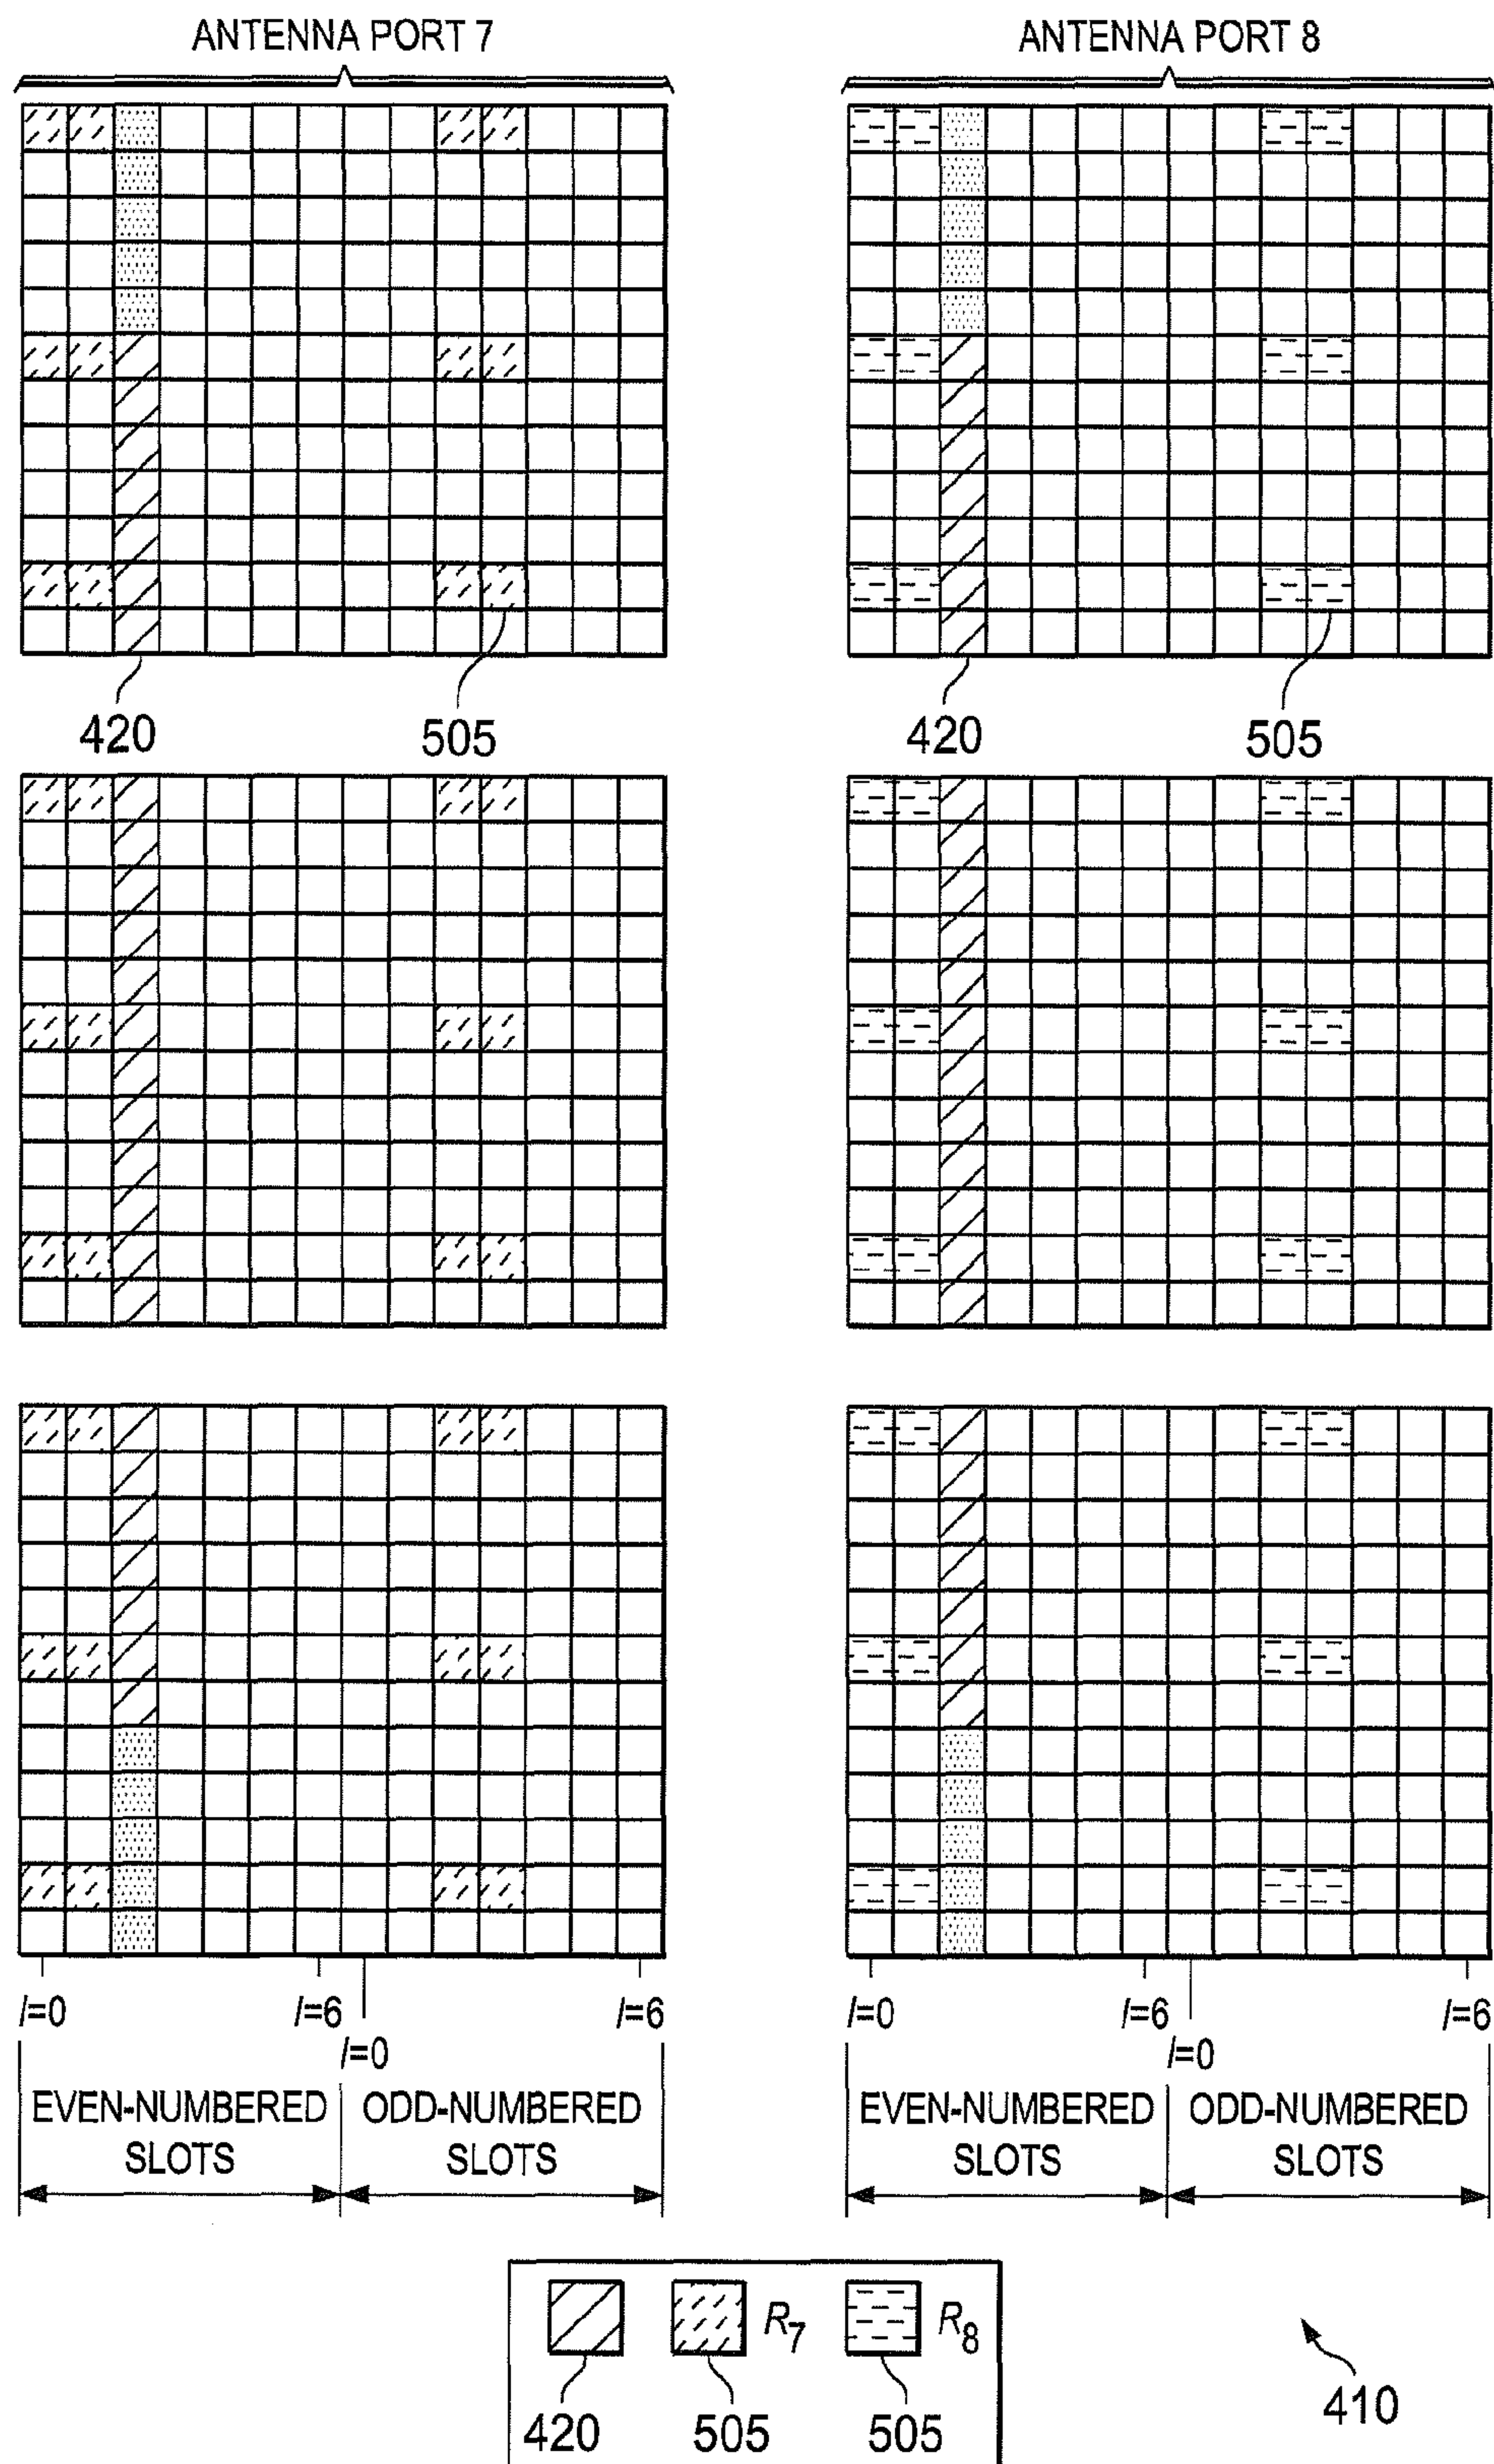 ANTENNA PORT 7
ANTENNA PORT 8
420
505
420
505
l=0
l=6
l=6
l=0
l=0
l=6
l=6
l=0
EVEN-NUMBERED
SLOTS
ODD-NUMBERED
SLOTS
EVEN-NUMBERED
SLOTS
ODD-NUMBERED
SLOTS
R7
R8
420
505
505
410